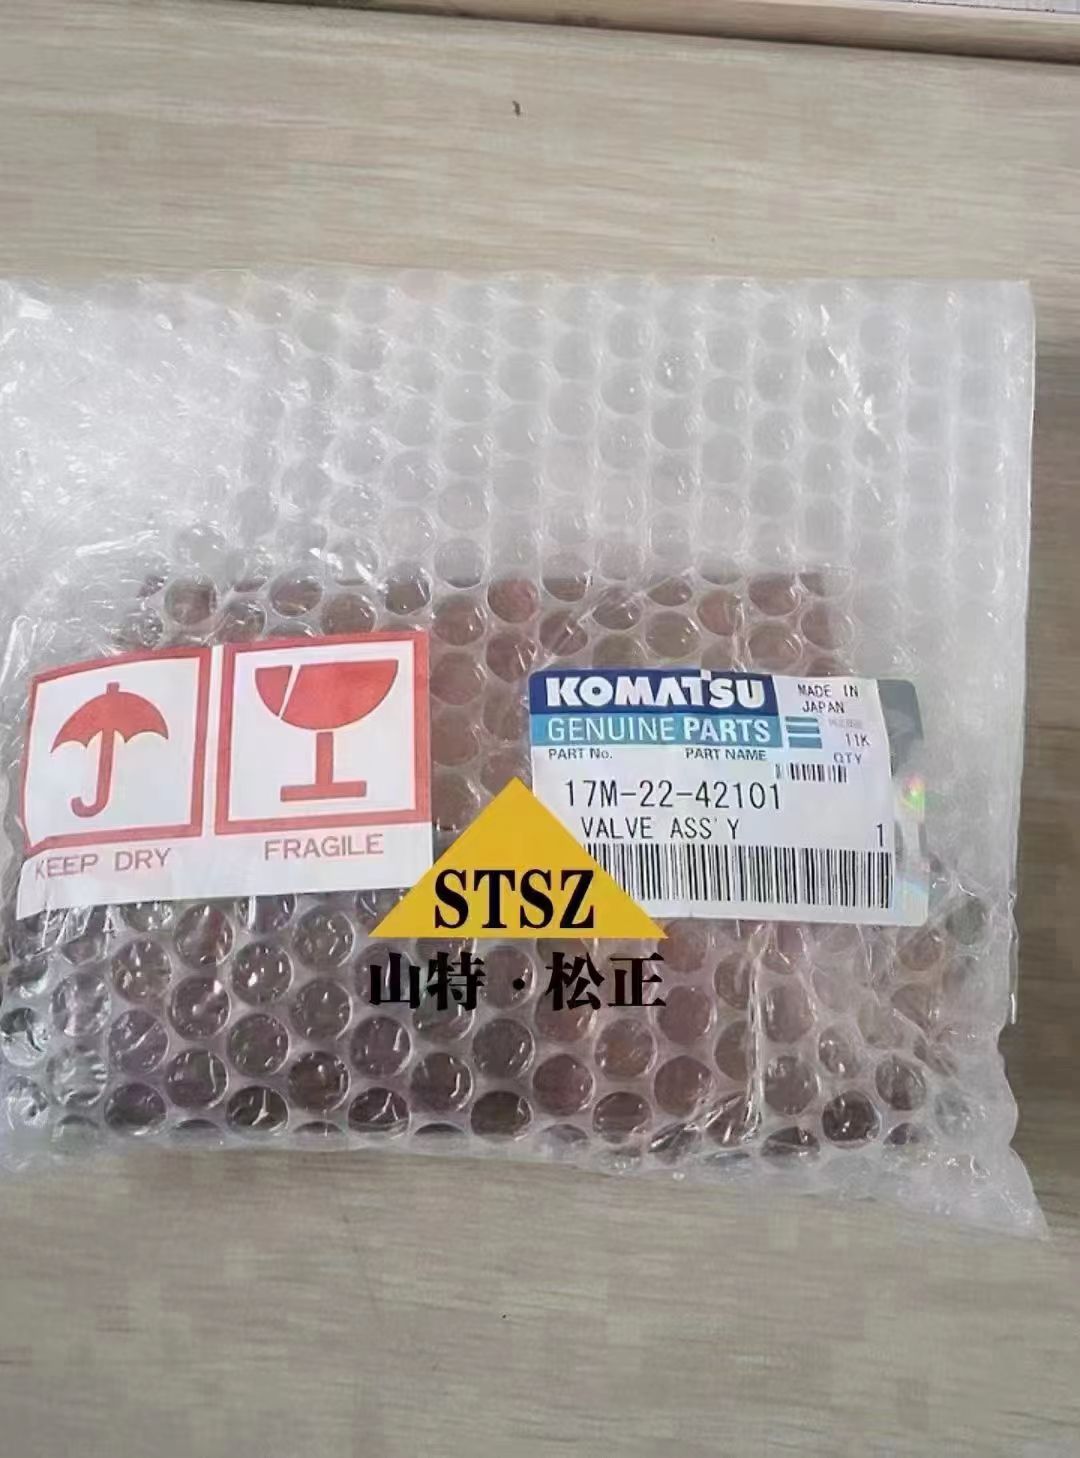 KOMATSU
GENUINE PARTS
MADE IN
JAPAN
11K
PART No.
PART NAME
QTY
17M-22-42101
VALVE ASS'Y
1
KEEP DRY
FRAGILE
STSZ
山特·松正